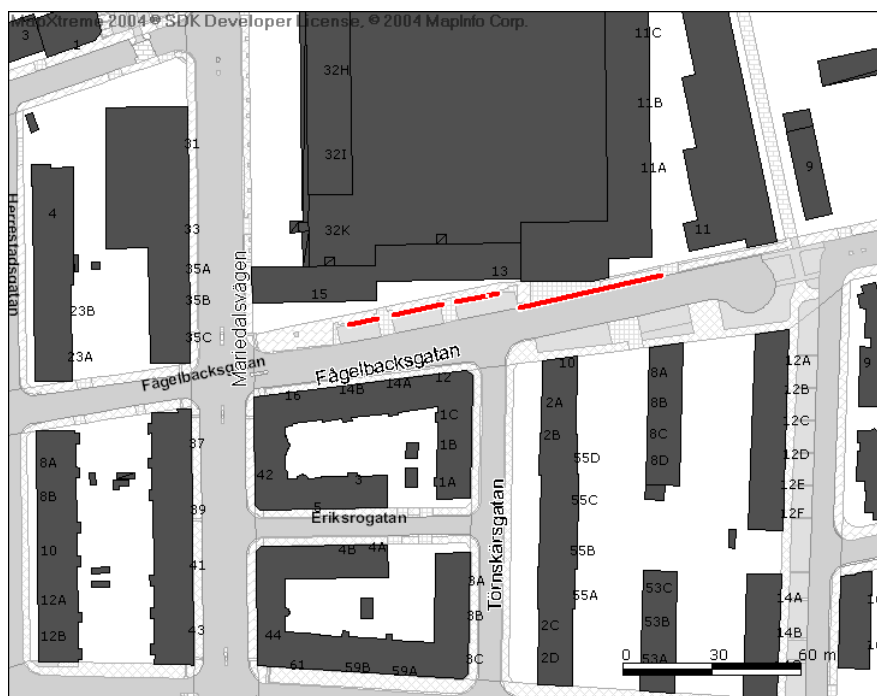 MapXtreme 2004 ® SDK Developer License, © 2004 MapInfo Corp.
3
1
11C
32H
11B
31
32I
11A
9
4
Herrestadsgatan
33
32K
11
35A
13
Mariedalsvägen
15
35B
23B
35C
23A
Fågelbacksgatan
Fågelbacksgatan
10
12A
9
8A
16
14B
14A
12
12B
2A
8B
1C
12C
37
2B
8C
1B
8A
42
3
55D
8D
12D
1A
12E
8B
55C
39
5
12F
Eriksrogatan
Törnskärsgatan
10
4B
4A
55B
41
3A
53C
12A
55A
14A
3B
53B
43
44
2C
14B
12B
61
59B
59A
3C
2D
53A
0
30
60 m